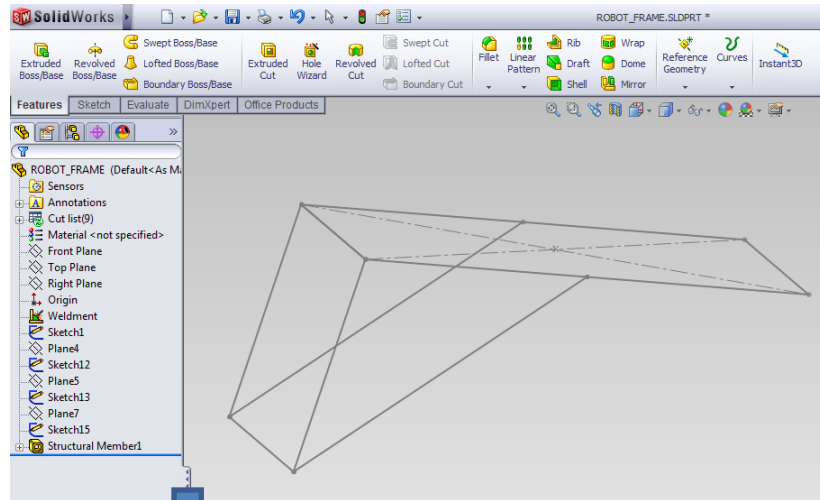 SolidWorks
ROBOT_FRAME.SLDPRT *
Extruded Boss/Base
Revolved Boss/Base
Swept Boss/Base
Lofted Boss/Base
Boundary Boss/Base
Extruded Cut
Hole Wizard
Revolved Cut
Swept Cut
Lofted Cut
Boundary Cut
Fillet
Linear Pattern
Rib
Draft
Shell
Wrap
Dome
Mirror
Reference Geometry
Curves
Instant3D
Features
Sketch
Evaluate
DimXpert
Office Products
ROBOT_FRAME (Default<As Ma
Sensors
Annotations
Cut list(9)
Material <not specified>
Front Plane
Top Plane
Right Plane
Origin
Weldment
Sketch1
Plane4
Sketch12
Plane5
Sketch13
Plane7
Sketch15
Structural Member1